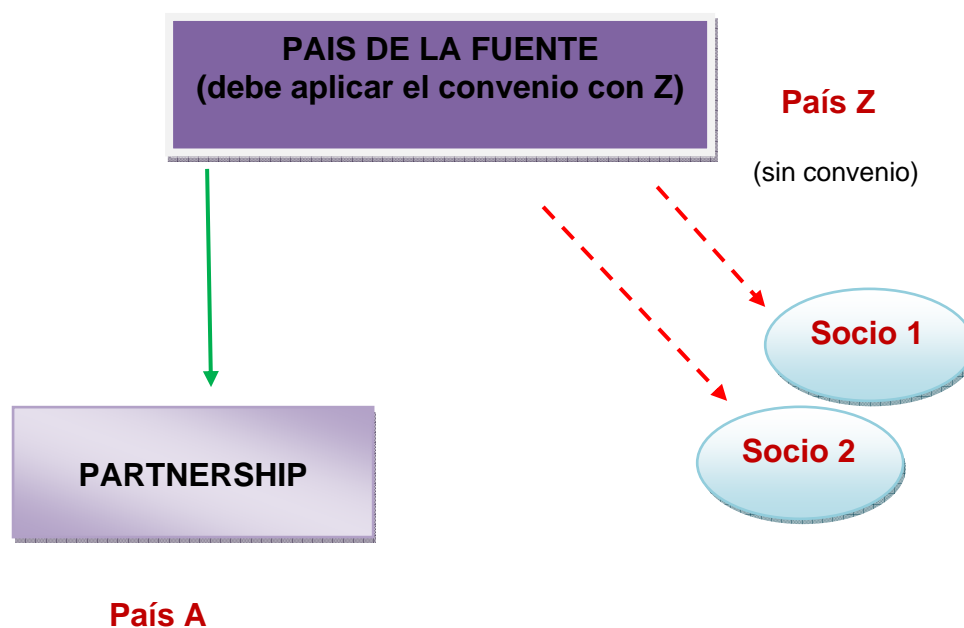 PAIS DE LA FUENTE
(debe aplicar el convenio con Z)
País Z
(sin convenio)
Socio 1
Socio 2
PARTNERSHIP
País A